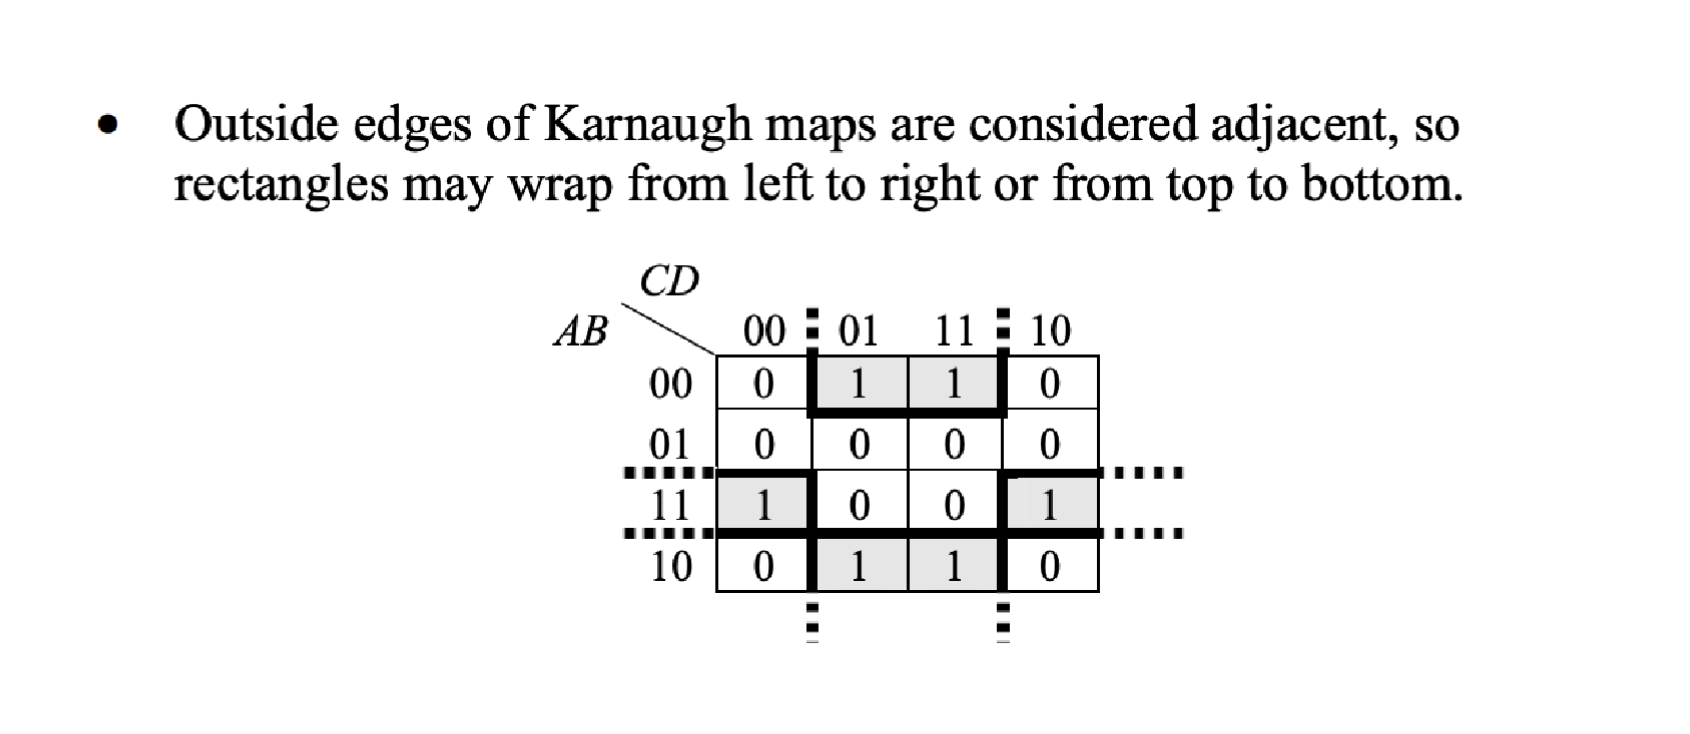 • Outside edges of Karnaugh maps are considered adjacent, so
rectangles may wrap from left to right or from top to bottom.
CD
AB 00 01 11 10
00 0 1 1 0
01 0 0 0 0
11 1 0 0 1
10 0 1 1 0